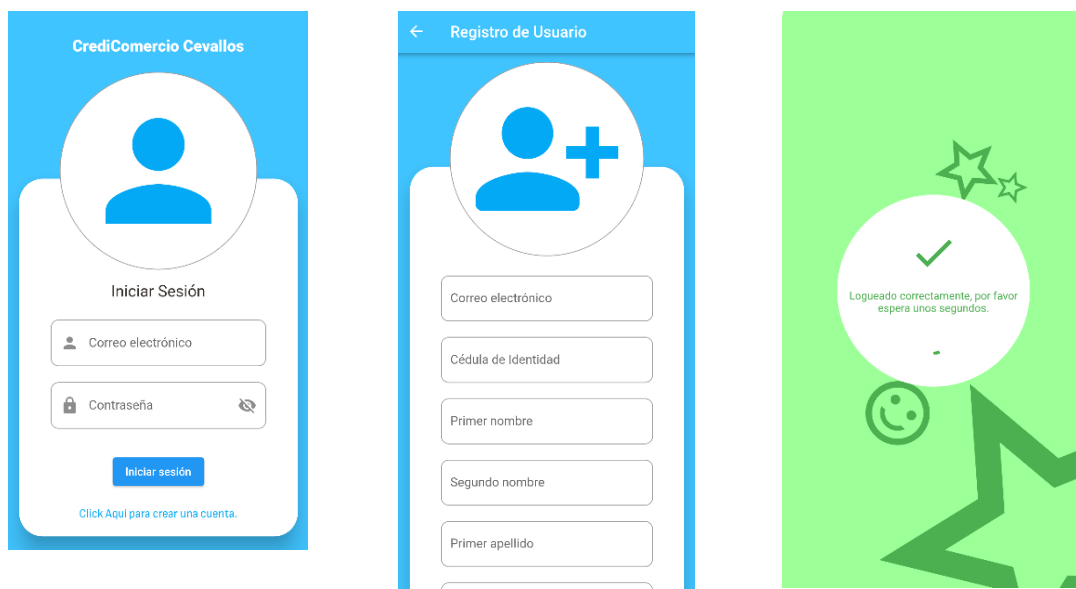 CrediComercio Cevallos
Iniciar Sesión
Correo electrónico
Contraseña
Iniciar sesión
Click Aqui para crear una cuenta.
Registro de Usuario
Correo electrónico
Cédula de Identidad
Primer nombre
Segundo nombre
Primer apellido
Logueado correctamente, por favor
espera unos segundos.